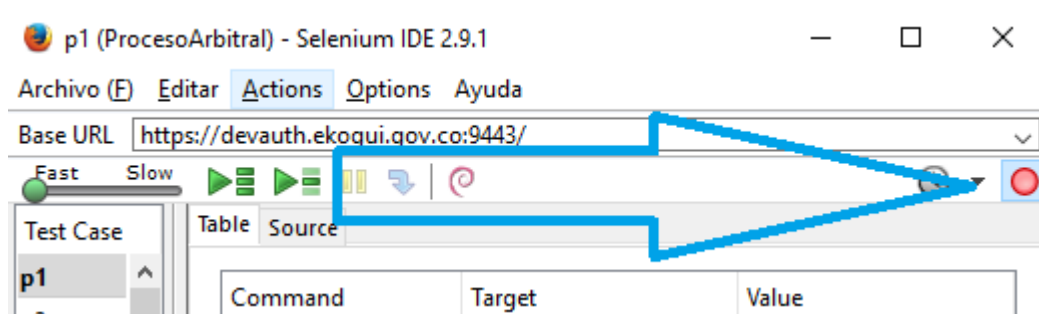 p1 (ProcesoArbitral) - Selenium IDE 2.9.1
Archivo (F) Editar Actions Options Ayuda
Base URL https://devauth.ekogui.gov.co:9443/
Fast Slow
Test Case Table Source
p1
Command Target Value